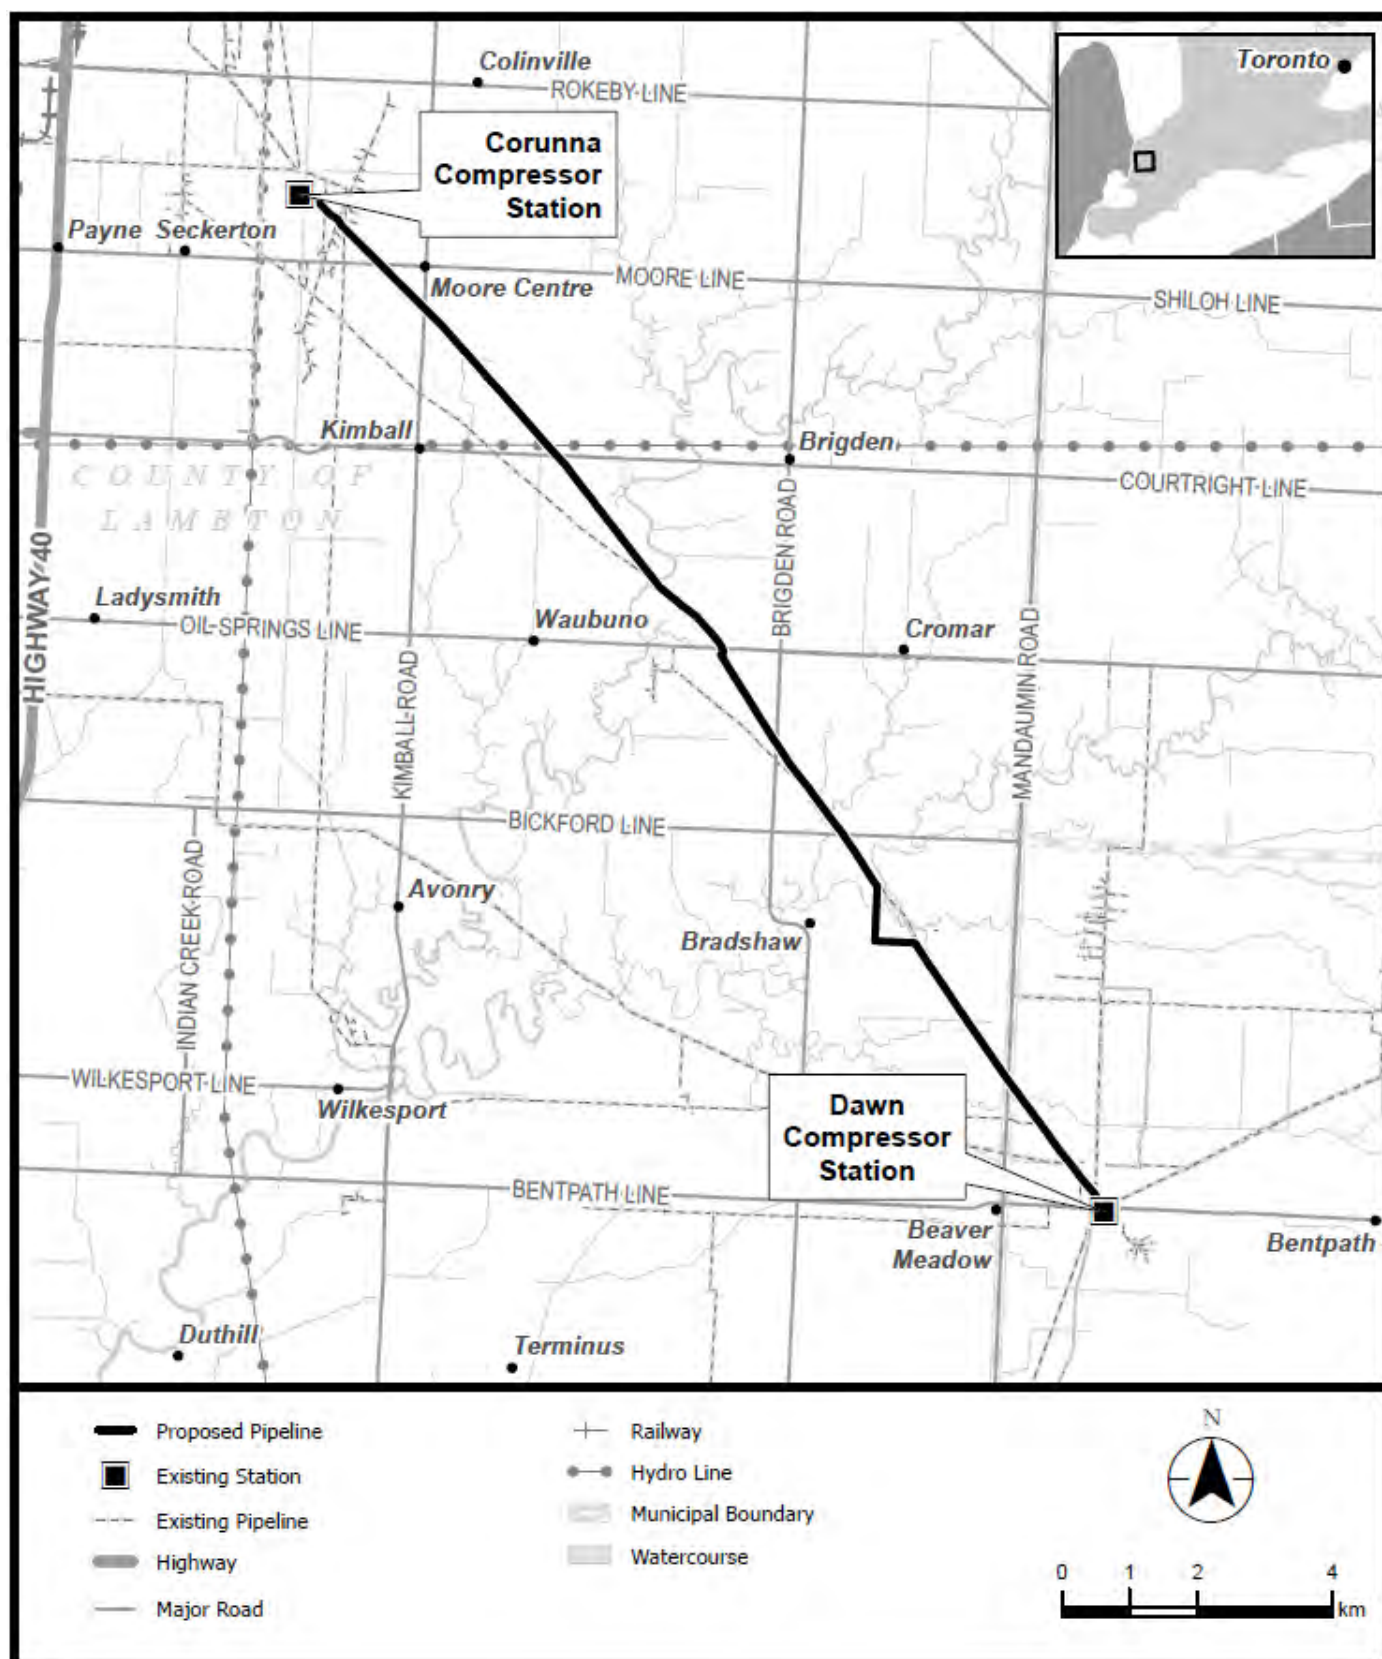 Toronto
Colinville
ROKEBY LINE
Corunna
Compressor
Station
Payne
Seckerton
Moore Centre
MOORE LINE
SHILOH LINE
Kimball
Brigden
COUNTY OF
LAMBTON
COURTRIGHT LINE
HIGHWAY 40
Ladysmith
OIL SPRINGS LINE
Waubuno
BRIGDEN ROAD
Cromar
KIMBALL ROAD
MANDAUMIN ROAD
BICKFORD LINE
INDIAN CREEK ROAD
Avonry
Bradshaw
WILKESPORT LINE
Wilkesport
Dawn
Compressor
Station
BENTPATH LINE
Beaver
Meadow
Bentpath
Duthill
Terminus
Proposed Pipeline
Existing Station
Existing Pipeline
Highway
Major Road
Railway
Hydro Line
Municipal Boundary
Watercourse
N
0 1 2 4
km